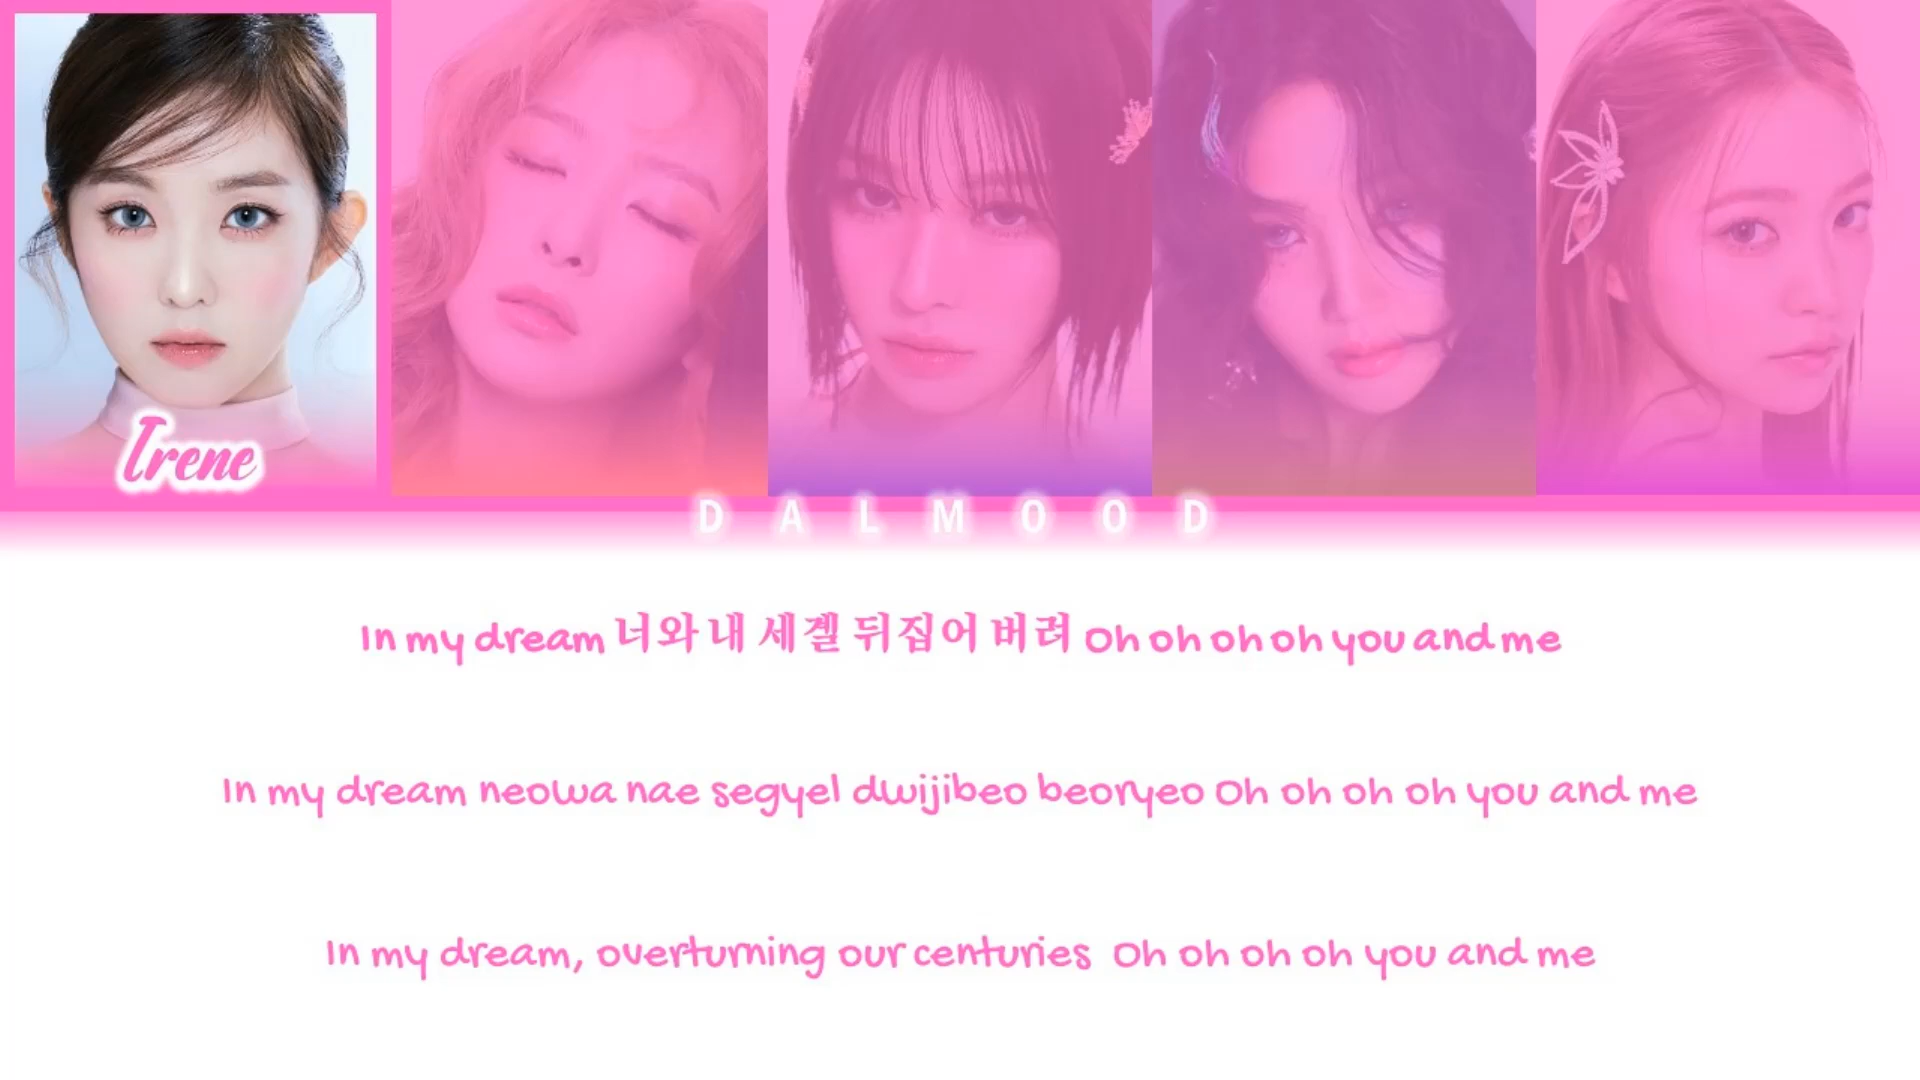 Irene
DALMOOD
In my dream 너와 내 세곌 뒤집어 버려 Oh oh oh oh you and me
In my dream neowa nae segyel dwijibeo beoryeo Oh oh oh oh you and me
In my dream, overturning our centuries Oh oh oh oh you and me